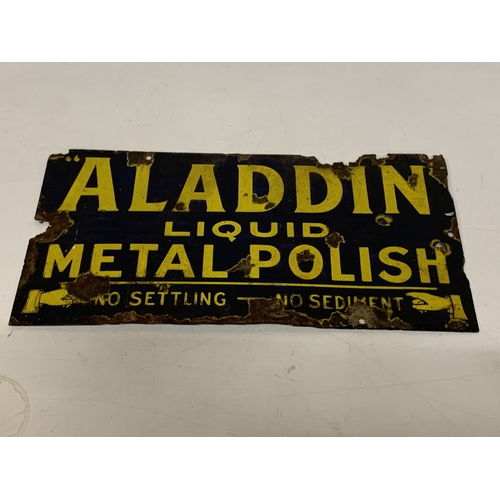 "ALADDIN
LIQUID
METAL POLISH
NO SETTLING — NO SEDIMENT